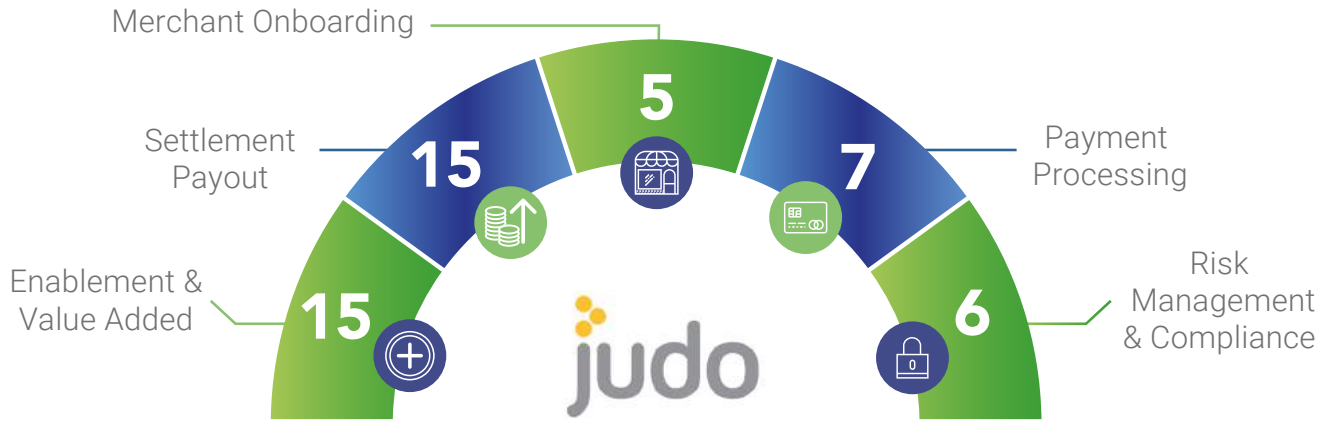 Merchant Onboarding
5
Settlement
Payout
15
7
Payment
Processing
Enablement &
Value Added
15
6
Risk
Management
& Compliance
judo